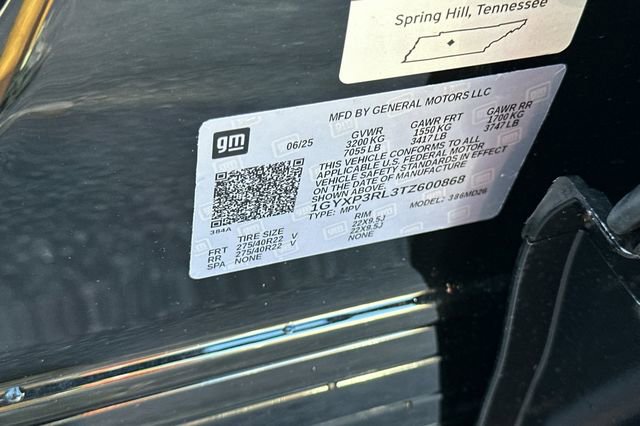 Spring Hill, Tennessee
MFD BY GENERAL MOTORS LLC
gm
06/25
GVWR GAWR FRT GAWR RR
3200 KG 1550 KG 1700 KG
7055 LB 3417 LB 3747 LB
THIS VEHICLE CONFORMS TO ALL
APPLICABLE U.S. FEDERAL MOTOR
VEHICLE SAFETY STANDARDS IN EFFECT
ON THE DATE OF MANUFACTURE
SHOWN ABOVE.
1GYXP3RL3TZ600868
TYPE: MPV MODEL: 386MD26
384A
TIRE SIZE RIM
FRT 275/40R22 V 22X9.5J
RR 275/40R22 V 22X9.5J
SPA NONE NONE